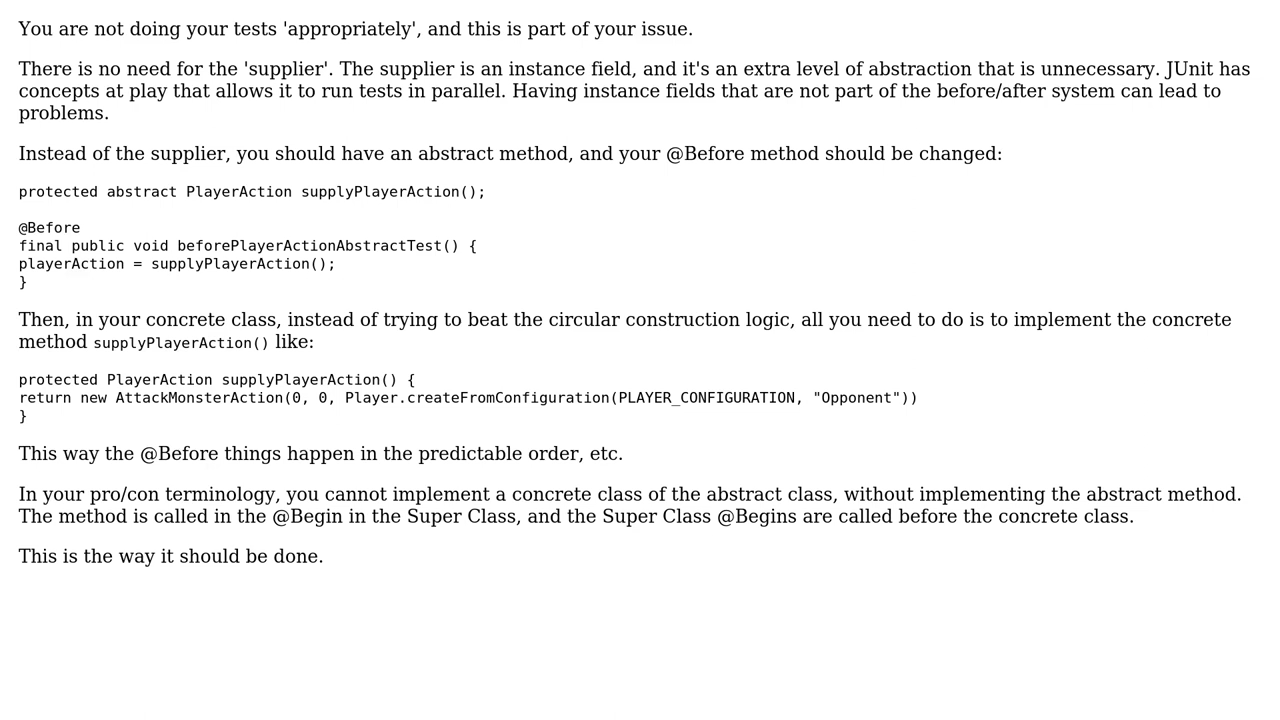 You are not doing your tests 'appropriately', and this is part of your issue.
There is no need for the 'supplier'. The supplier is an instance field, and it's an extra level of abstraction that is unnecessary. JUnit has
concepts at play that allows it to run tests in parallel. Having instance fields that are not part of the before/after system can lead to
problems.
Instead of the supplier, you should have an abstract method, and your @Before method should be changed:
protected abstract PlayerAction supplyPlayerAction();
@Before
final public void beforePlayerActionAbstractTest() {
playerAction = supplyPlayerAction();
}
Then, in your concrete class, instead of trying to beat the circular construction logic, all you need to do is to implement the concrete
method supplyPlayerAction() like:
protected PlayerAction supplyPlayerAction() {
return new AttackMonsterAction(0, 0, Player.createFromConfiguration(PLAYER_CONFIGURATION, "Opponent"))
}
This way the @Before things happen in the predictable order, etc.
In your pro/con terminology, you cannot implement a concrete class of the abstract class, without implementing the abstract method.
The method is called in the @Begin in the Super Class, and the Super Class @Begins are called before the concrete class.
This is the way it should be done.